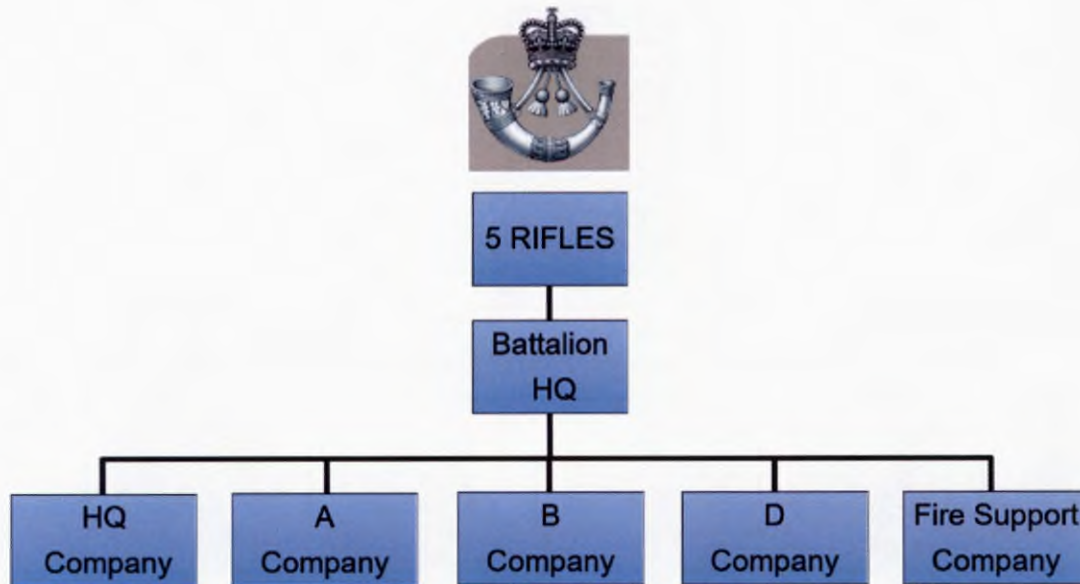 5 RIFLES
Battalion
HQ
HQ
Company
A
Company
B
Company
D
Company
Fire Support
Company